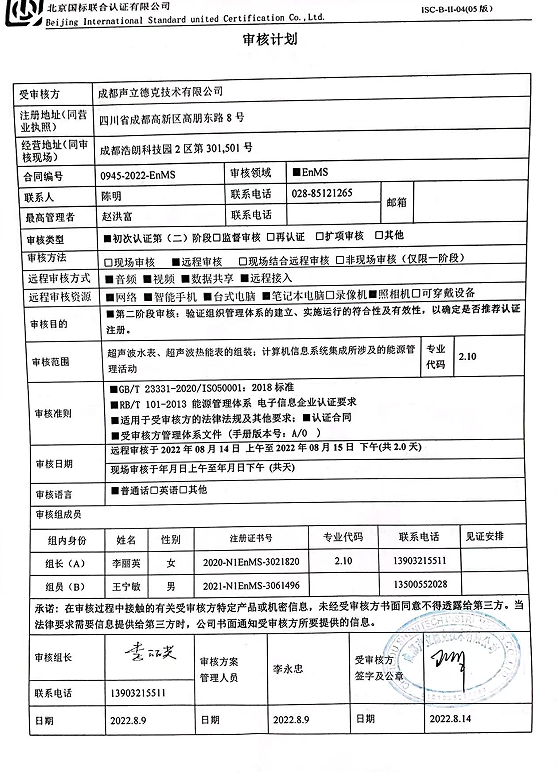 北京国标联合认证有限公司
Beijing International Standard united Certification Co.,Ltd.
ISC-B-II-04(05版)
审核计划
受审核方 成都声立德克技术有限公司
注册地址(同营业执照) 四川省成都高新区高朋东路 8 号
经营地址(同审核现场) 成都浩朗科技园 2 区第 301,501 号
合同编号 0945-2022-EnMS 审核领域 ■EnMS
联系人 陈明 联系电话 028-85121265 邮箱
最高管理者 赵洪富 联系电话
审核类型 ■初次认证第（二）阶段□监督审核 □再认证 □扩项审核 □其他
审核方法 □现场审核 ■远程审核 □现场结合远程审核 □非现场审核（仅限一阶段）
远程审核方式 ■音频 ■视频 ■数据共享 ■远程接入
远程审核资源 ■网络 ■智能手机 ■台式电脑 ■笔记本电脑□录像机■照相机□可穿戴设备
审核目的 ■第二阶段审核：验证组织管理体系的建立、实施运行的符合性及有效性，以确定是否推荐认证
注册。
审核范围 超声波水表、超声波热能表的组装；计算机信息系统集成所涉及的能源管
理活动
专业代码 2.10
审核准则 ■GB/T 23331-2020/ISO50001：2018 标准
■RB/T 101-2013 能源管理体系 电子信息企业认证要求
■适用于受审核方的法律法规及其他要求；■认证合同
■受审核方管理体系文件（手册版本号：A/0 ）
审核日期 远程审核于 2022 年 08 月 14 日 上午至 2022 年 08 月 15 日 下午(共 2.0 天)
现场审核于年月日上午至年月日下午 (共天)
审核语言 ■普通话□英语□其他
审核组成员
组内身份 姓名 性别 注册证书号 专业代码 联系电话 见证安排
组长（A） 李丽英 女 2020-N1EnMS-3021820 2.10 13903215511
组员（B） 王宁敏 男 2021-N1EnMS-3061496 13500552028
承诺：在审核过程中接触的有关受审核方特定产品或机密信息，未经受审核方书面同意不得透露给第三方。当
法律要求需要信息提供给第三方时，公司书面通知受审核方所要提供的信息。
审核组长 李丽英 审核方案管理人员 李永忠 受审核方签字及公章
联系电话 13903215511
日期 2022.8.9 日期 2022.8.9 日期 2022.8.14